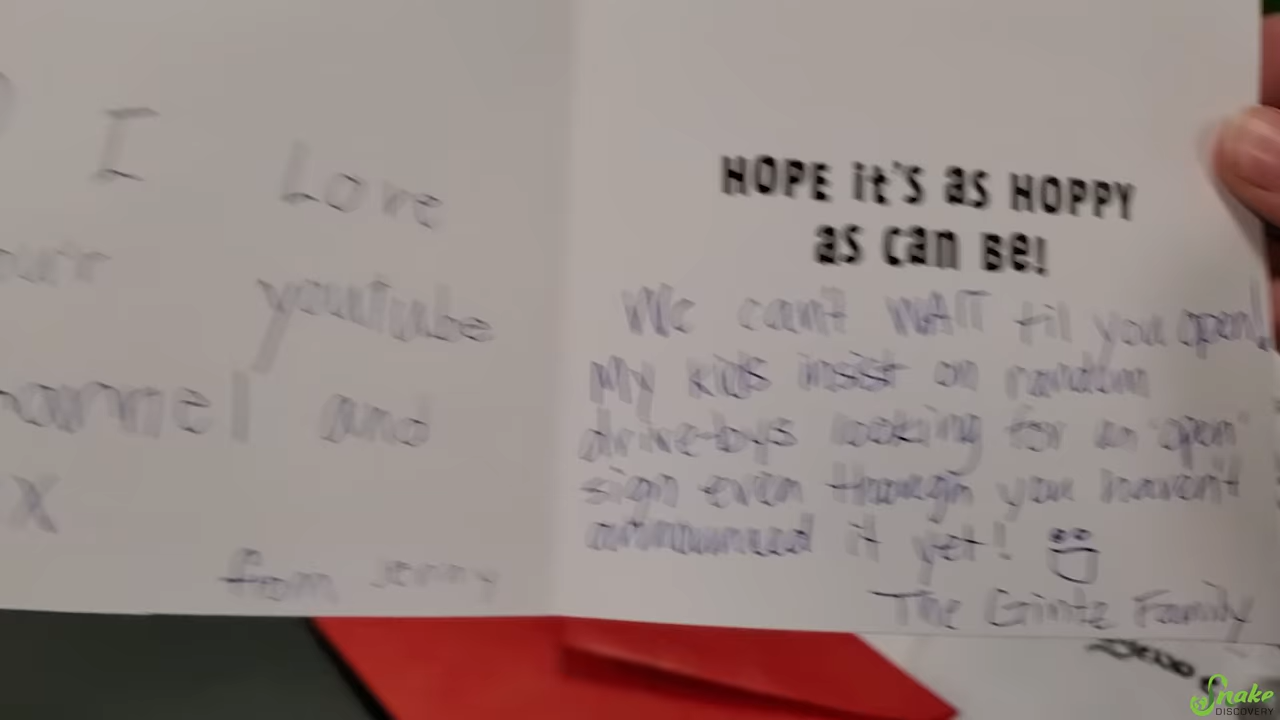 I Love
youtube
and
X
from Jenny
HOPE it's as HOPPY
as can be!
We can't WAIT til you open!
My kids insist on random
drive-bys looking for an "open"
sign even though you haven't
announced it yet!
The Family
Snake
DISCOVERY